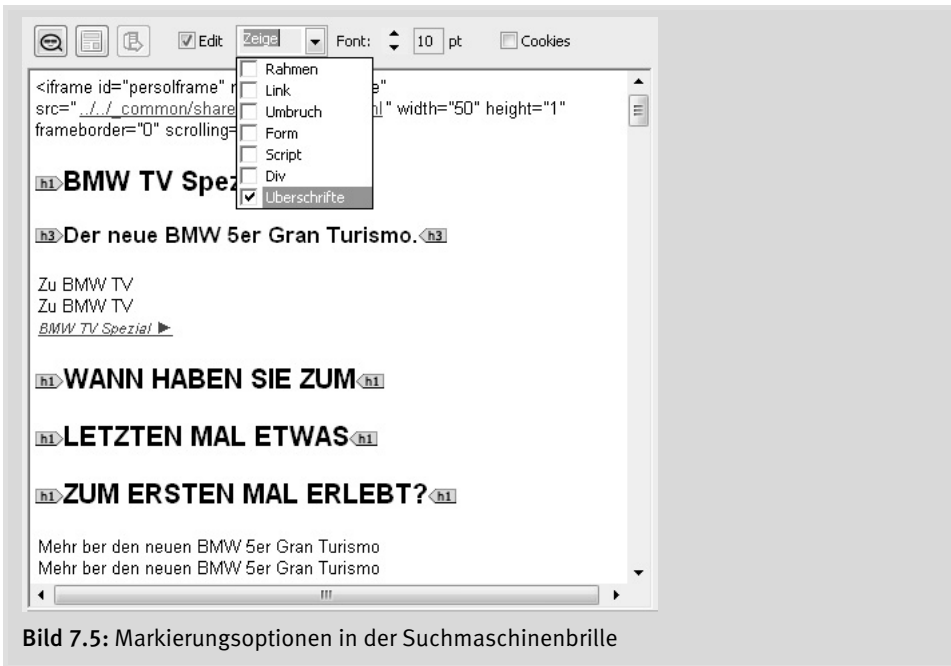 Edit Zeige Font: 10 pt Cookies
Rahmen
Link
Umbruch
Form
Script
Div
Uberschrifte
<iframe id="persolframe" r e"
src="../../_common/share nl" width="50" height="1"
frameborder="0" scrolling=
h1 BMW TV Spez
h3 Der neue BMW 5er Gran Turismo. h3
Zu BMW TV
Zu BMW TV
BMW TV Spezial
h1 WANN HABEN SIE ZUM h1
h1 LETZTEN MAL ETWAS h1
h1 ZUM ERSTEN MAL ERLEBT? h1
Mehr ber den neuen BMW 5er Gran Turismo
Mehr ber den neuen BMW 5er Gran Turismo
Bild 7.5: Markierungsoptionen in der Suchmaschinenbrille